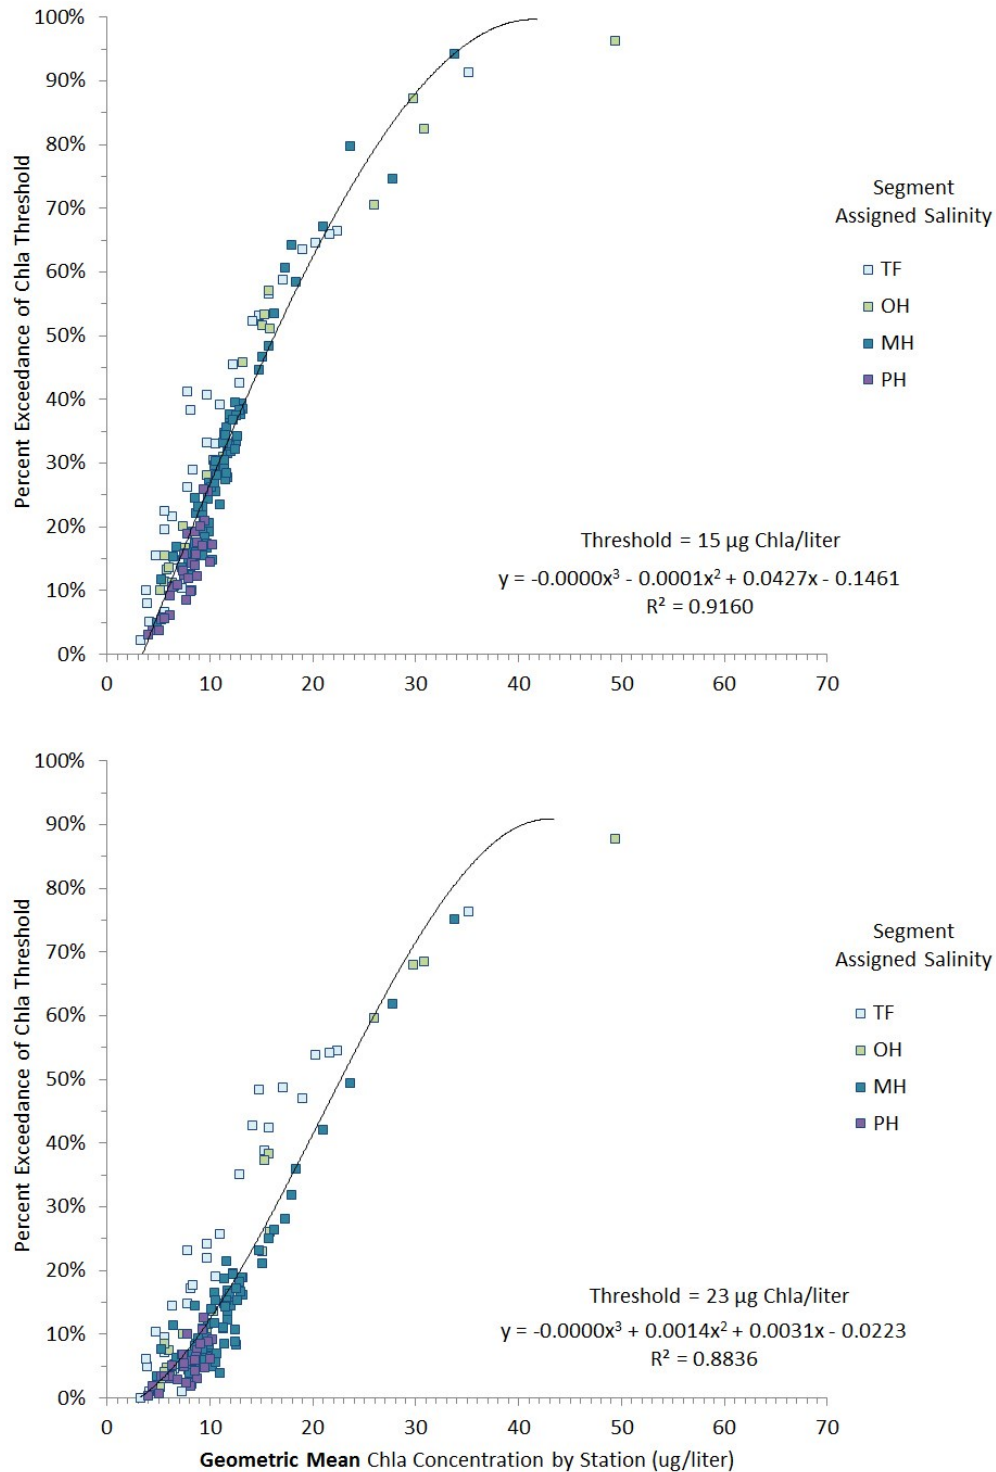 100%
90%
80%
70%
60%
50%
40%
30%
20%
10%
0%
Percent Exceedance of Chla Threshold
0 10 20 30 40 50 60 70
Segment
Assigned Salinity
TF
OH
MH
PH
Threshold = 15 µg Chla/liter
y = -0.0000x³ - 0.0001x² + 0.0427x - 0.1461
R² = 0.9160
100%
90%
80%
70%
60%
50%
40%
30%
20%
10%
0%
Percent Exceedance of Chla Threshold
0 10 20 30 40 50 60 70
Segment
Assigned Salinity
TF
OH
MH
PH
Threshold = 23 µg Chla/liter
y = -0.0000x³ + 0.0014x² + 0.0031x - 0.0223
R² = 0.8836
Geometric Mean Chla Concentration by Station (ug/liter)